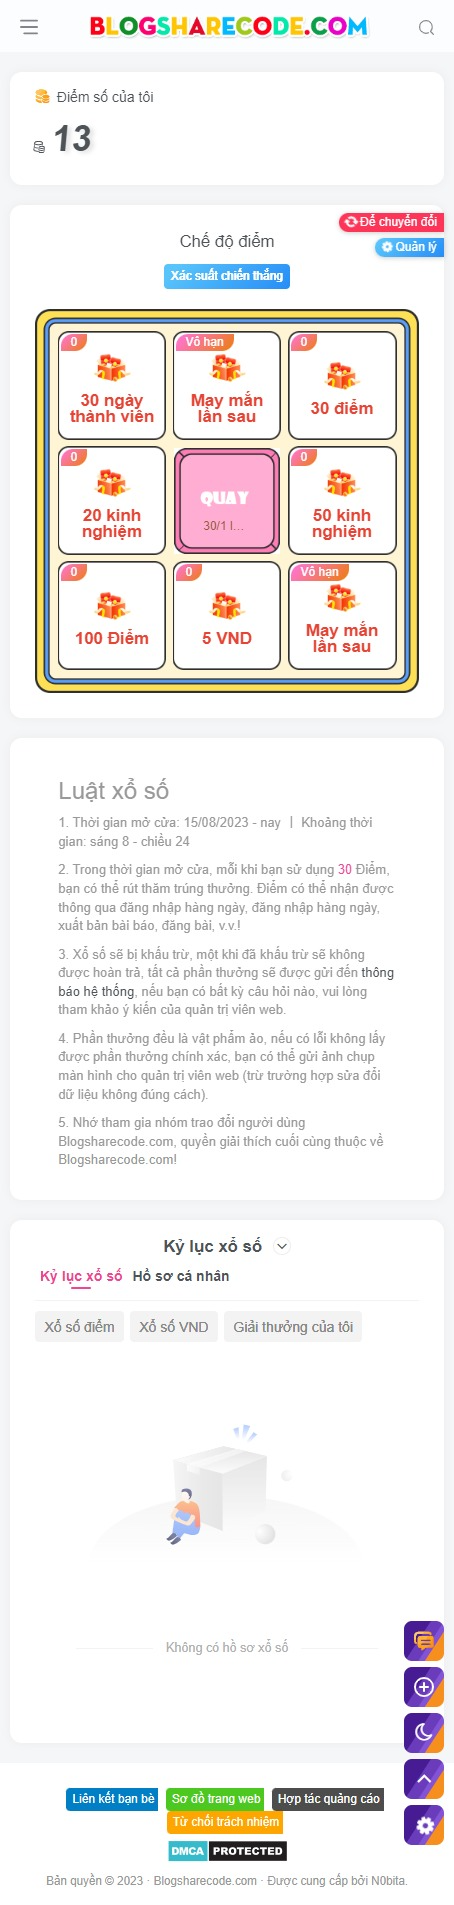 BLOGSHARECODE.COM
Điểm số của tôi
13
Để chuyển đổi
Quản lý
Chế độ điểm
Xác suất chiến thắng
0
30 ngày
thành viên
Vô hạn
May mắn
lần sau
0
30 điểm
0
20 kinh
nghiệm
QUAY
30/1 l...
0
50 kinh
nghiệm
0
100 Điểm
0
5 VND
Vô hạn
May mắn
lần sau
Luật xổ số
1. Thời gian mở cửa: 15/08/2023 - nay | Khoảng thời
gian: sáng 8 - chiều 24
2. Trong thời gian mở cửa, mỗi khi bạn sử dụng 30 Điểm,
bạn có thể rút thăm trúng thưởng. Điểm có thể nhận được
thông qua đăng nhập hàng ngày, đăng nhập hàng ngày,
xuất bản bài báo, đăng bài, v.v.!
3. Xổ số sẽ bị khấu trừ, một khi đã khấu trừ sẽ không
được hoàn trả, tất cả phần thưởng sẽ được gửi đến thông
báo hệ thống, nếu bạn có bất kỳ câu hỏi nào, vui lòng
tham khảo ý kiến của quản trị viên web.
4. Phần thưởng đều là vật phẩm ảo, nếu có lỗi không lấy
được phần thưởng chính xác, bạn có thể gửi ảnh chụp
màn hình cho quản trị viên web (trừ trường hợp sửa đổi
dữ liệu không đúng cách).
5. Nhớ tham gia nhóm trao đổi người dùng
Blogsharecode.com, quyền giải thích cuối cùng thuộc về
Blogsharecode.com!
Kỷ lục xổ số
Kỷ lục xổ số Hồ sơ cá nhân
Xổ số điểm Xổ số VND Giải thưởng của tôi
Không có hồ sơ xổ số
Liên kết bạn bè Sơ đồ trang web Hợp tác quảng cáo
Từ chối trách nhiệm
DMCA PROTECTED
Bản quyền © 2023 · Blogsharecode.com · Được cung cấp bởi N0bita.